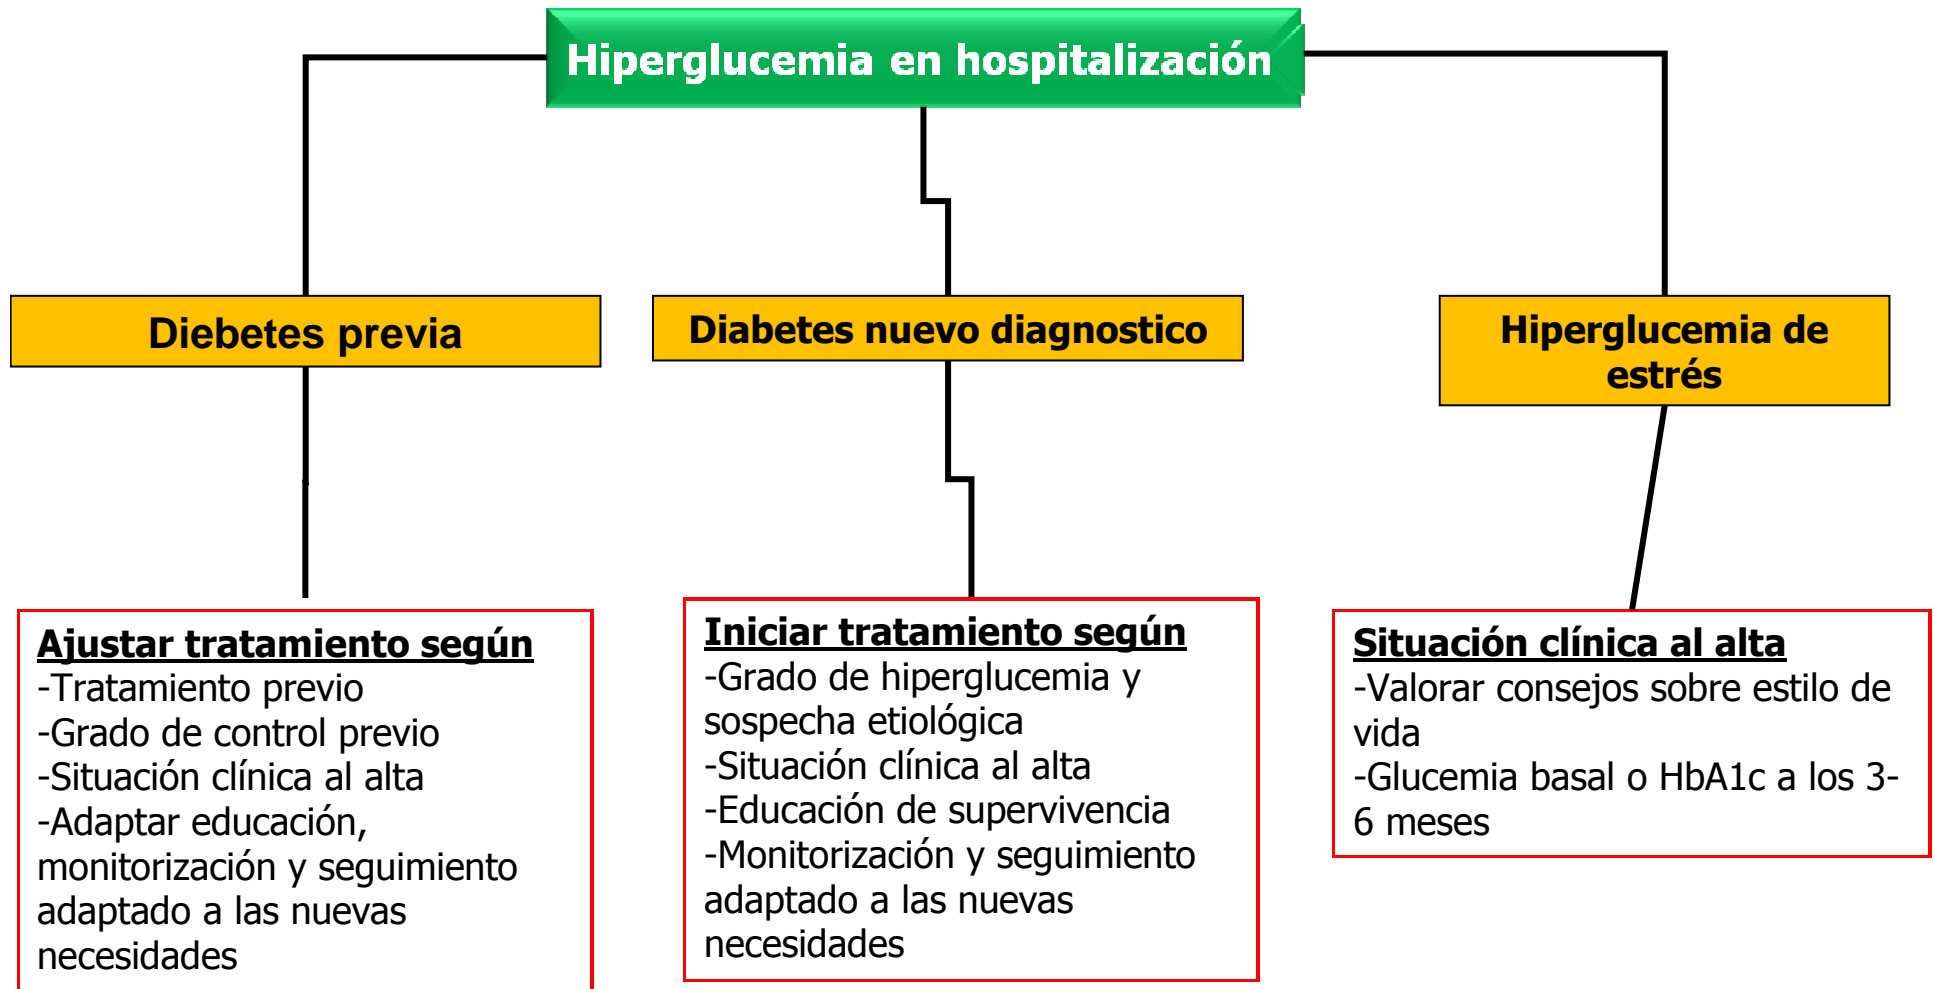 Hiperglucemia en hospitalización
Diebetes previa
Diabetes nuevo diagnostico
Hiperglucemia de
estrés
Ajustar tratamiento según
-Tratamiento previo
-Grado de control previo
-Situación clínica al alta
-Adaptar educación,
monitorización y seguimiento
adaptado a las nuevas
necesidades
Iniciar tratamiento según
-Grado de hiperglucemia y
sospecha etiológica
-Situación clínica al alta
-Educación de supervivencia
-Monitorización y seguimiento
adaptado a las nuevas
necesidades
Situación clínica al alta
-Valorar consejos sobre estilo de
vida
-Glucemia basal o HbA1c a los 3-
6 meses